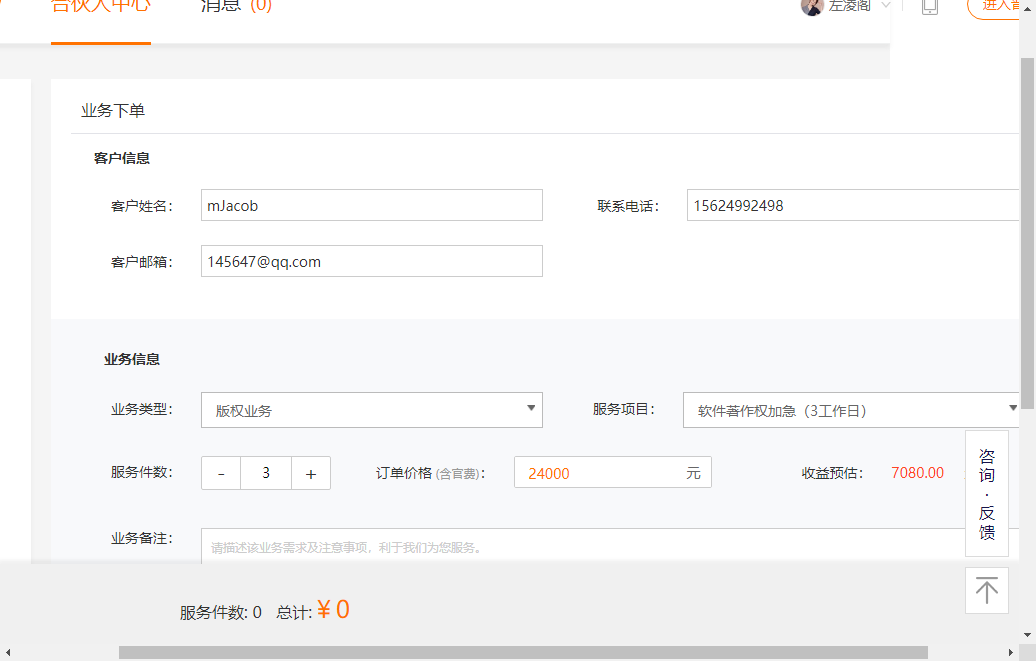 合伙人中心 消息 (0) 左凌阁
业务下单
客户信息
客户姓名： mJacob 联系电话： 15624992498
客户邮箱： 145647@qq.com
业务信息
业务类型： 版权业务 服务项目： 软件著作权加急（3工作日）
服务件数： - 3 + 订单价格 (含官费)： 24000 元 收益预估： 7080.00
咨询·反馈
业务备注： 请描述该业务需求及注意事项，利于我们为您服务。
服务件数: 0 总计: ¥ 0